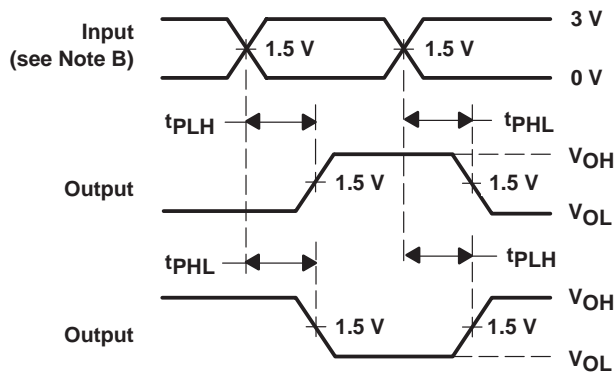 3 V
Input
(see Note B)
1.5 V
1.5 V
0 V
tPLH
tPHL
VOH
Output
1.5 V
1.5 V
VOL
tPHL
tPLH
VOH
Output
1.5 V
1.5 V
VOL